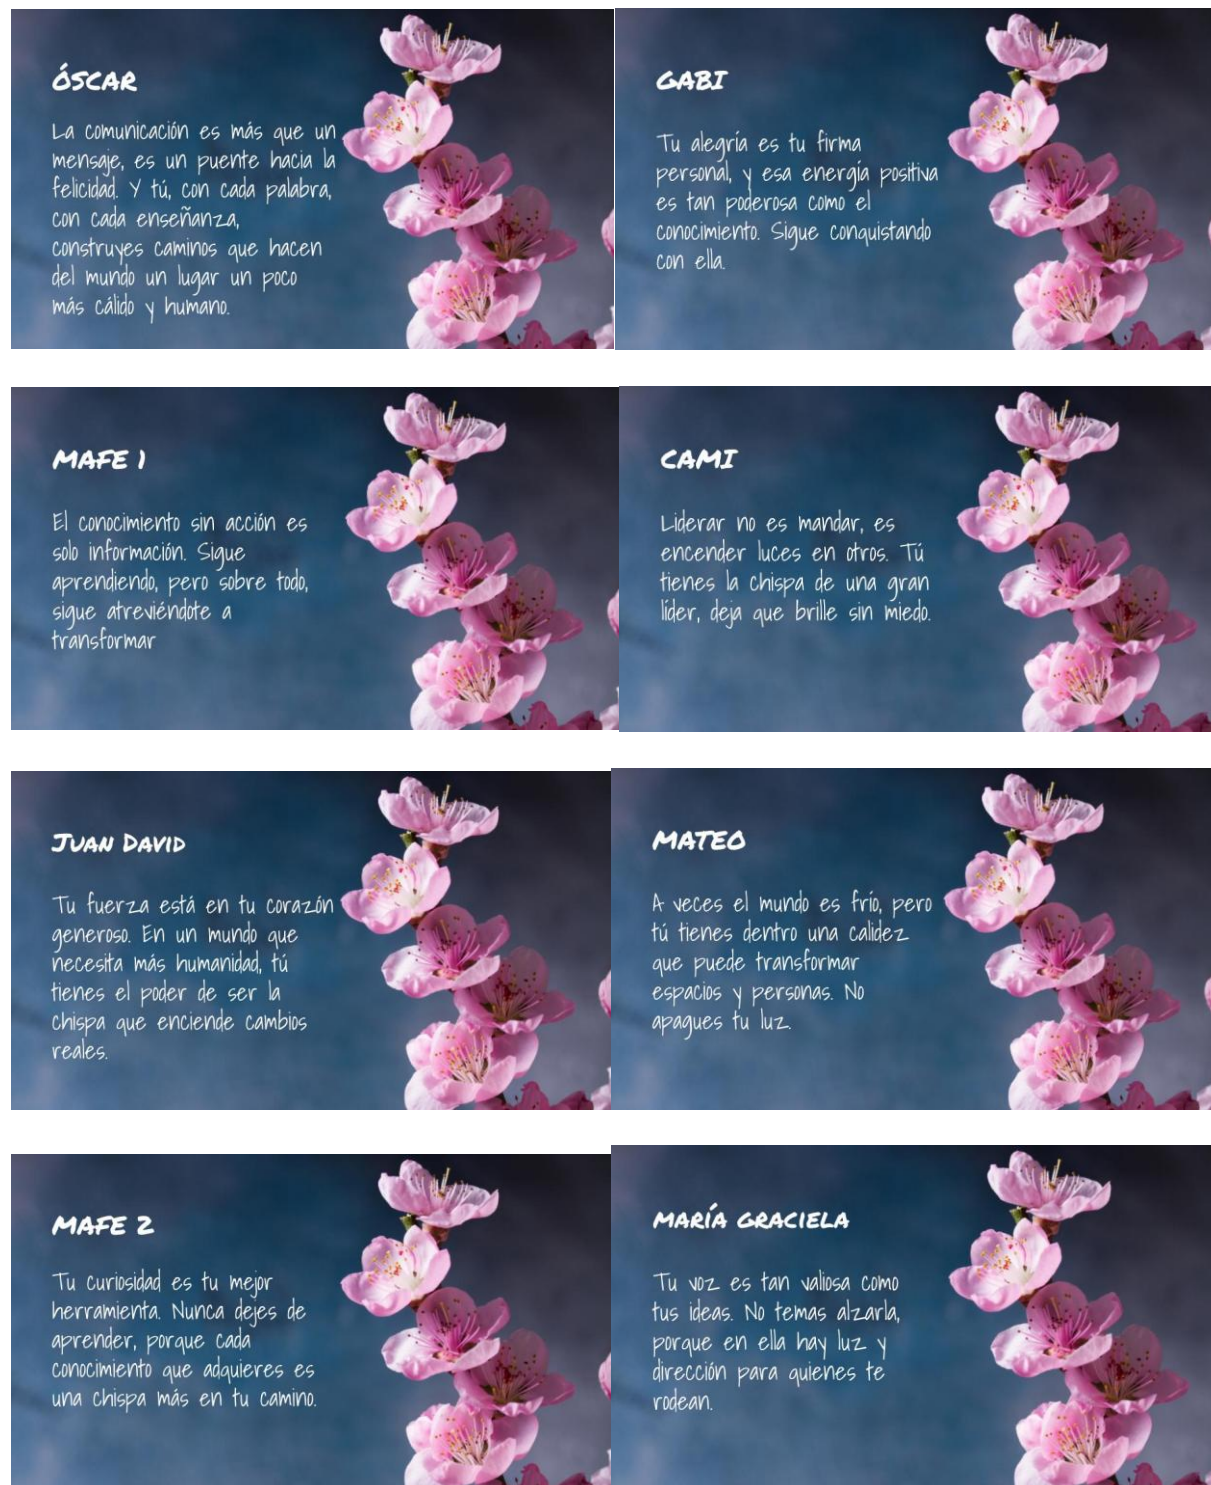 ÓSCAR
La comunicación es más que un
mensaje, es un puente hacia la
felicidad. Y tú, con cada palabra,
con cada enseñanza,
construyes caminos que hacen
del mundo un lugar un poco
más cálido y humano.
GABI
Tu alegría es tu firma
personal, y esa energía positiva
es tan poderosa como el
conocimiento. Sigue conquistando
con ella.
MAFE 1
El conocimiento sin acción es
solo información. Sigue
aprendiendo, pero sobre todo,
sigue atreviéndote a
transformar
CAMI
Liderar no es mandar, es
encender luces en otros. Tú
tienes la chispa de una gran
líder, deja que brille sin miedo.
JUAN DAVID
Tu fuerza está en tu corazón
generoso. En un mundo que
necesita más humanidad, tú
tienes el poder de ser la
chispa que enciende cambios
reales.
MATEO
A veces el mundo es frío, pero
tú tienes dentro una calidez
que puede transformar
espacios y personas. No
apagues tu luz.
MAFE 2
Tu curiosidad es tu mejor
herramienta. Nunca dejes de
aprender, porque cada
conocimiento que adquieres es
una chispa más en tu camino.
MARÍA GRACIELA
Tu voz es tan valiosa como
tus ideas. No temas alzarla,
porque en ella hay luz y
dirección para quienes te
rodean.